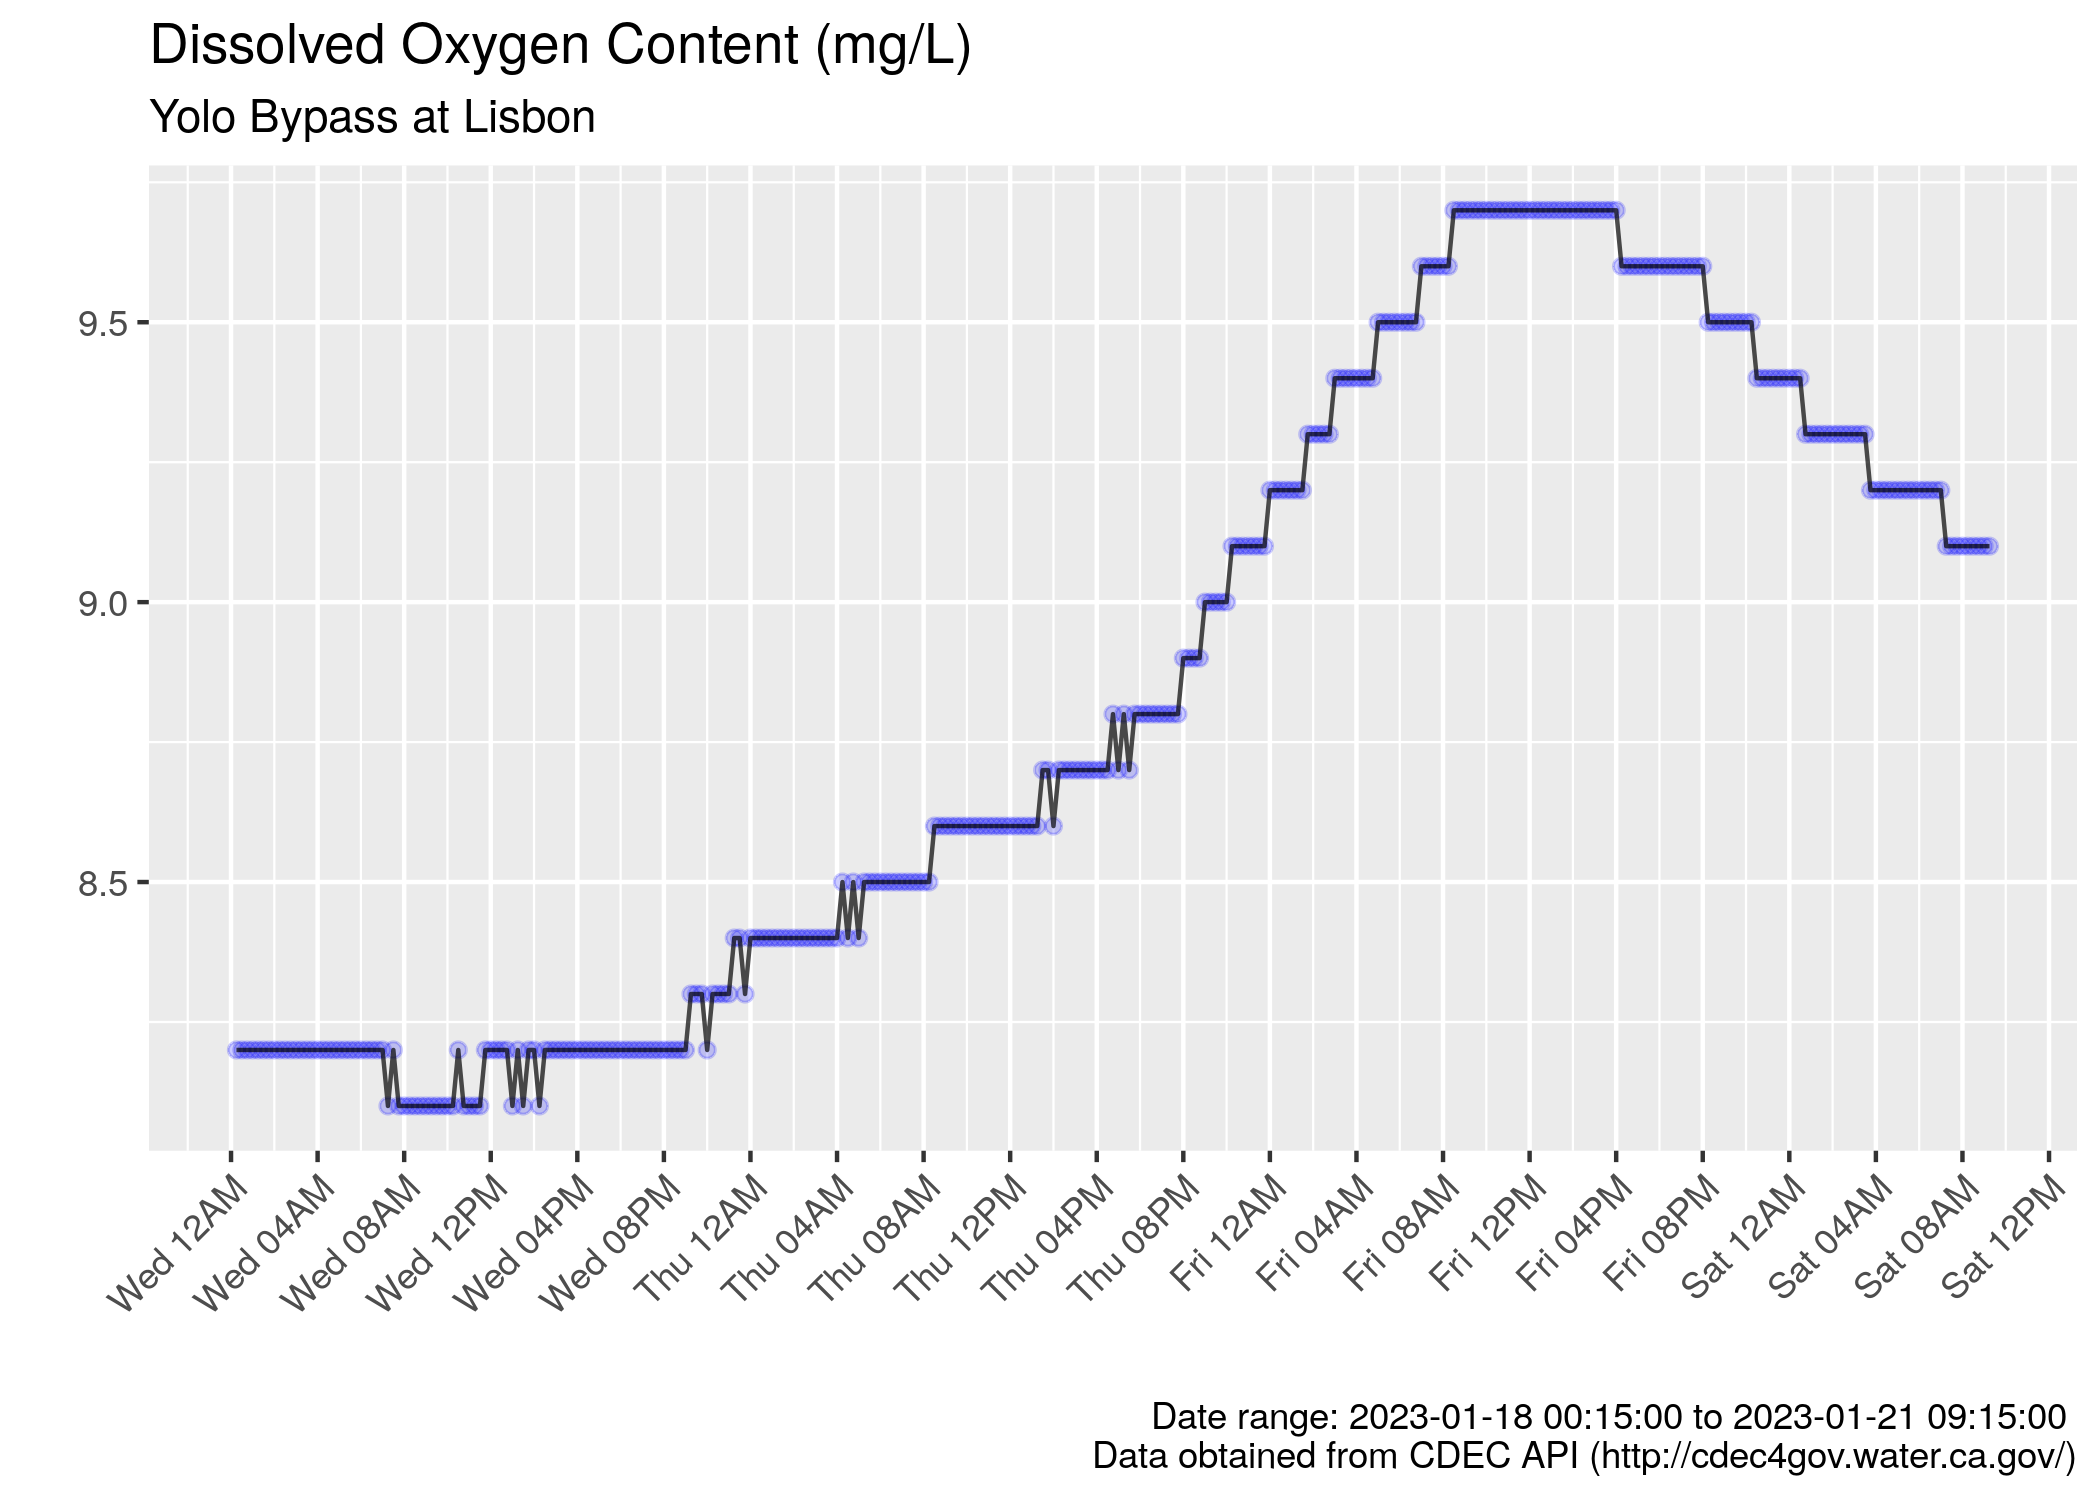 Dissolved Oxygen Content (mg/L)
Yolo Bypass at Lisbon
9.5
9.0
8.5
Wed 12AM
Wed 04AM
Wed 08AM
Wed 12PM
Wed 04PM
Wed 08PM
Thu 12AM
Thu 04AM
Thu 08AM
Thu 12PM
Thu 04PM
Thu 08PM
Fri 12AM
Fri 04AM
Fri 08AM
Fri 12PM
Fri 04PM
Fri 08PM
Sat 12AM
Sat 04AM
Sat 08AM
Sat 12PM
Date range: 2023-01-18 00:15:00 to 2023-01-21 09:15:00
Data obtained from CDEC API (http://cdec4gov.water.ca.gov/)